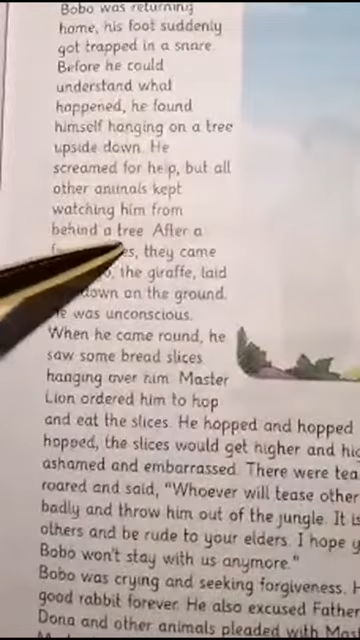 Bobo was returning
home, his foot suddenly
got trapped in a snare.
Before he could
understand what
happened, he found
himself hanging on a tree
upside down. He
screamed for help, but all
other animals kept
watching him from
behind a tree. After a
they came
the giraffe, laid
down on the ground.
He was unconscious.
When he came round, he
saw some bread slices
hanging over him. Master
Lion ordered him to hop
and eat the slices. He hopped and hopped
hopped, the slices would get higher and
ashamed and embarrassed. There were
roared and said, "Whoever will tease other
badly and throw him out of the jungle. It is
others and be rude to your elders. I hope
Bobo won't stay with us anymore."
Bobo was crying and seeking forgiveness.
good rabbit forever. He also excused Father
Dona and other animals pleaded with